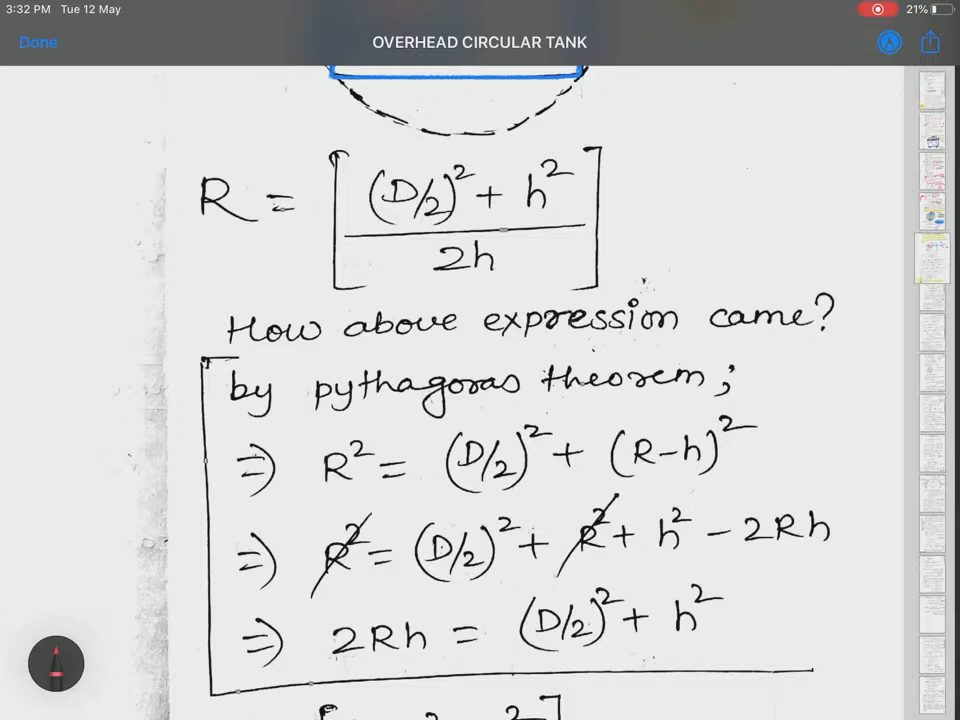 3:32 PM Tue 12 May
21%
Done
OVERHEAD CIRCULAR TANK
R = [(D/2)² + h² / 2h]
How above expression came?
by pythagoras theorem;
⇒ R² = (D/2)² + (R-h)²
⇒ R² = (D/2)² + R² + h² - 2Rh
⇒ 2Rh = (D/2)² + h²